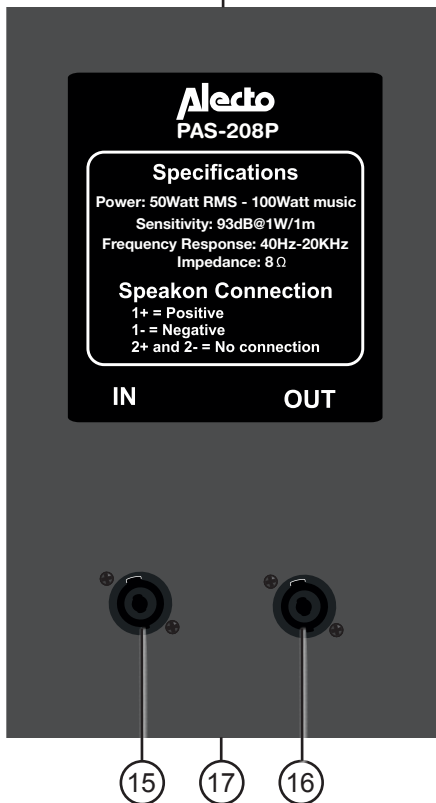 Alecto
PAS-208P
Specifications
Power: 50Watt RMS - 100Watt music
Sensitivity: 93dB@1W/1m
Frequency Response: 40Hz-20KHz
Impedance: 8 Ω
Speakon Connection
1+ = Positive
1- = Negative
2+ and 2- = No connection
IN OUT
15 17 16